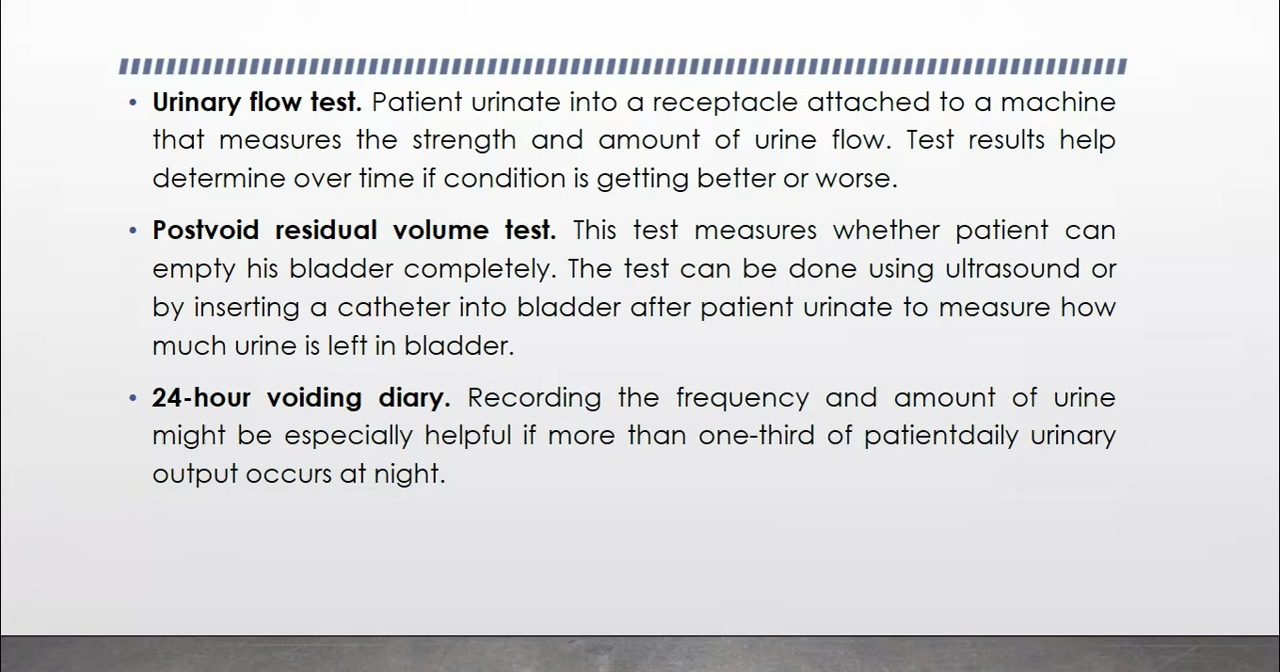 • Urinary flow test. Patient urinate into a receptacle attached to a machine
that measures the strength and amount of urine flow. Test results help
determine over time if condition is getting better or worse.
• Postvoid residual volume test. This test measures whether patient can
empty his bladder completely. The test can be done using ultrasound or
by inserting a catheter into bladder after patient urinate to measure how
much urine is left in bladder.
• 24-hour voiding diary. Recording the frequency and amount of urine
might be especially helpful if more than one-third of patientdaily urinary
output occurs at night.